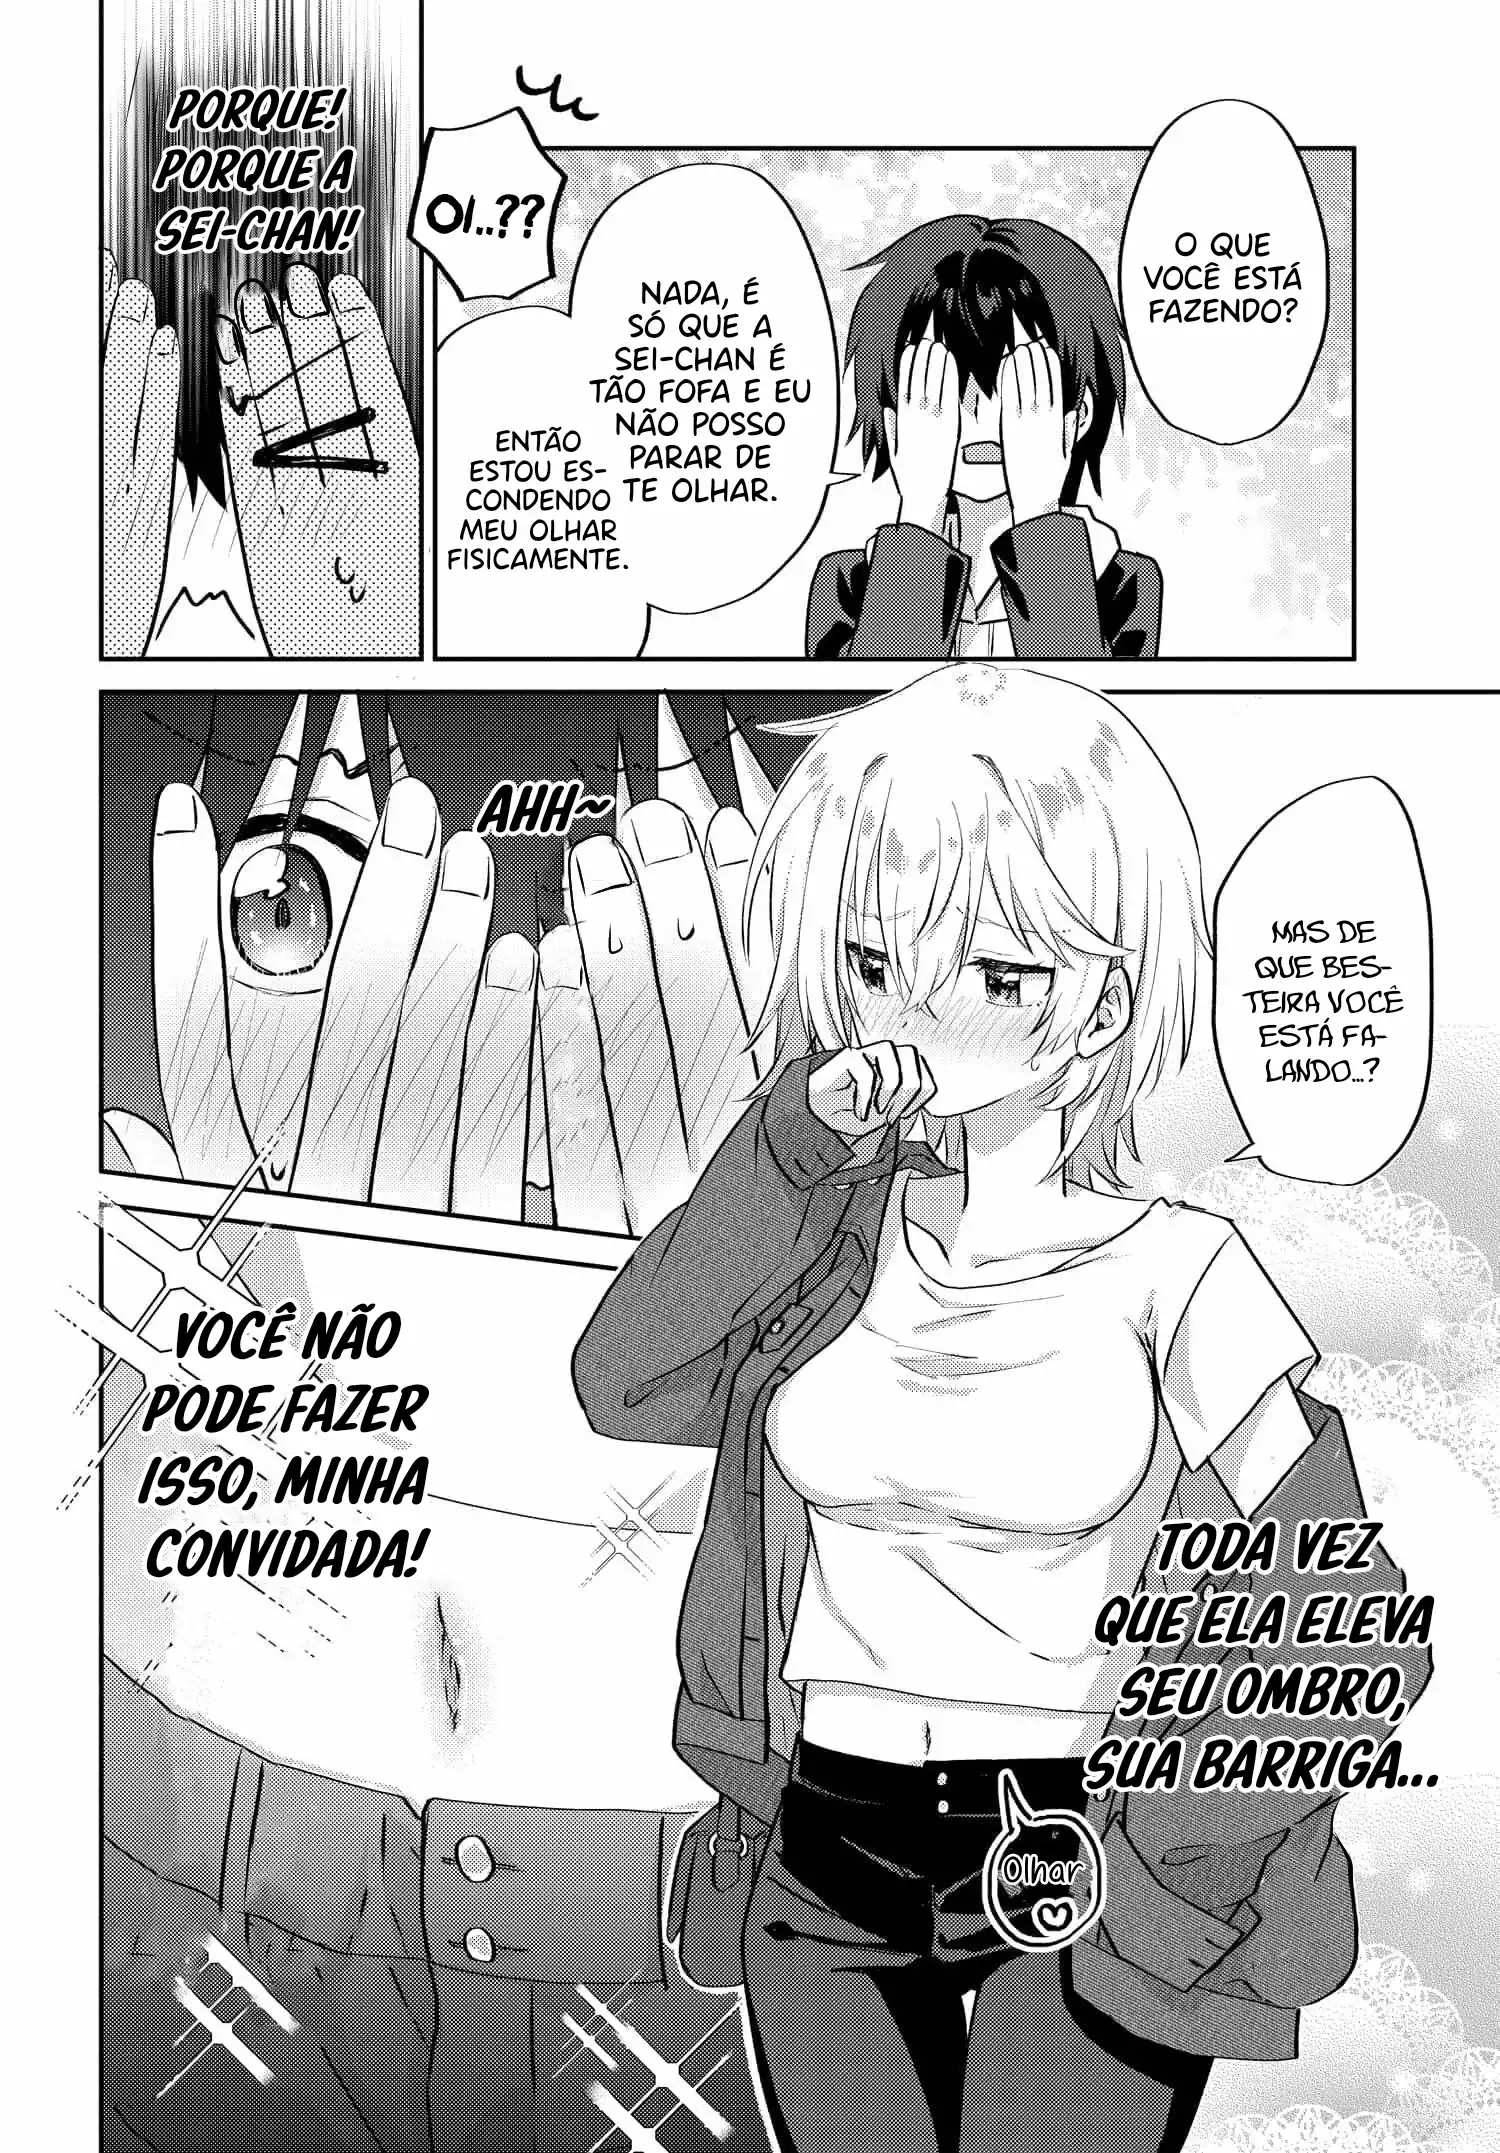 O QUE
VOCÊ ESTÁ
FAZENDO?
NADA, É
SÓ QUE A
SEI-CHAN É
TÃO FOFA E EU
NÃO POSSO
PARAR DE
TE OLHAR.
ENTÃO
ESTOU ES-
CONDENDO
MEU OLHAR
FISICAMENTE.
OI..??
PORQUE!
PORQUE A
SEI-CHAN!
MAS DE
QUE BES-
TEIRA VOCÊ
ESTÁ FA-
LANDO...?
AHH~
TODA VEZ
QUE ELA ELEVA
SEU OMBRO,
SUA BARRIGA...
Olhar
VOCÊ NÃO
PODE FAZER
ISSO, MINHA
CONVIDADA!